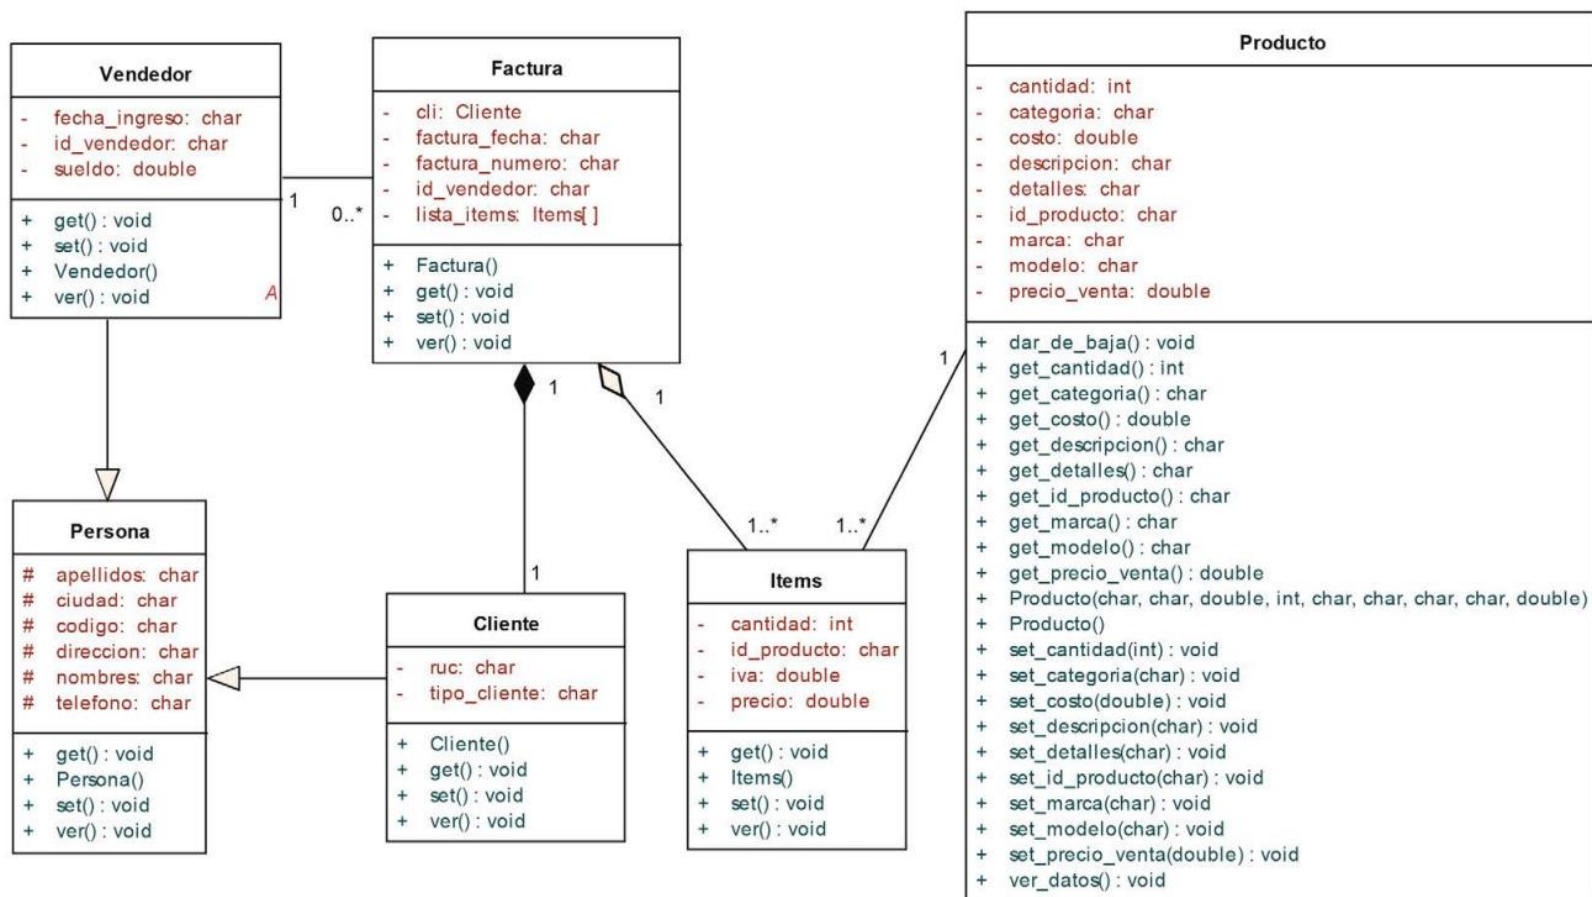 Vendedor
- fecha_ingreso: char
- id_vendedor: char
- sueldo: double
+ get() : void
+ set() : void
+ Vendedor()
+ ver() : void
A
1
0..*
Factura
- cli: Cliente
- factura_fecha: char
- factura_numero: char
- id_vendedor: char
- lista_items: Items[ ]
+ Factura()
+ get() : void
+ set() : void
+ ver() : void
1
1
1
1..*
1..*
1
Persona
# apellidos: char
# ciudad: char
# codigo: char
# direccion: char
# nombres: char
# telefono: char
+ get() : void
+ Persona()
+ set() : void
+ ver() : void
Cliente
- ruc: char
- tipo_cliente: char
+ Cliente()
+ get() : void
+ set() : void
+ ver() : void
Items
- cantidad: int
- id_producto: char
- iva: double
- precio: double
+ get() : void
+ Items()
+ set() : void
+ ver() : void
Producto
- cantidad: int
- categoria: char
- costo: double
- descripcion: char
- detalles: char
- id_producto: char
- marca: char
- modelo: char
- precio_venta: double
+ dar_de_baja() : void
+ get_cantidad() : int
+ get_categoria() : char
+ get_costo() : double
+ get_descripcion() : char
+ get_detalles() : char
+ get_id_producto() : char
+ get_marca() : char
+ get_modelo() : char
+ get_precio_venta() : double
+ Producto(char, char, double, int, char, char, char, char, double)
+ Producto()
+ set_cantidad(int) : void
+ set_categoria(char) : void
+ set_costo(double) : void
+ set_descripcion(char) : void
+ set_detalles(char) : void
+ set_id_producto(char) : void
+ set_marca(char) : void
+ set_modelo(char) : void
+ set_precio_venta(double) : void
+ ver_datos() : void